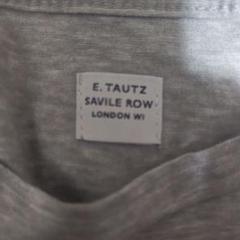 E. TAUTZ
SAVILE ROW
LONDON W1